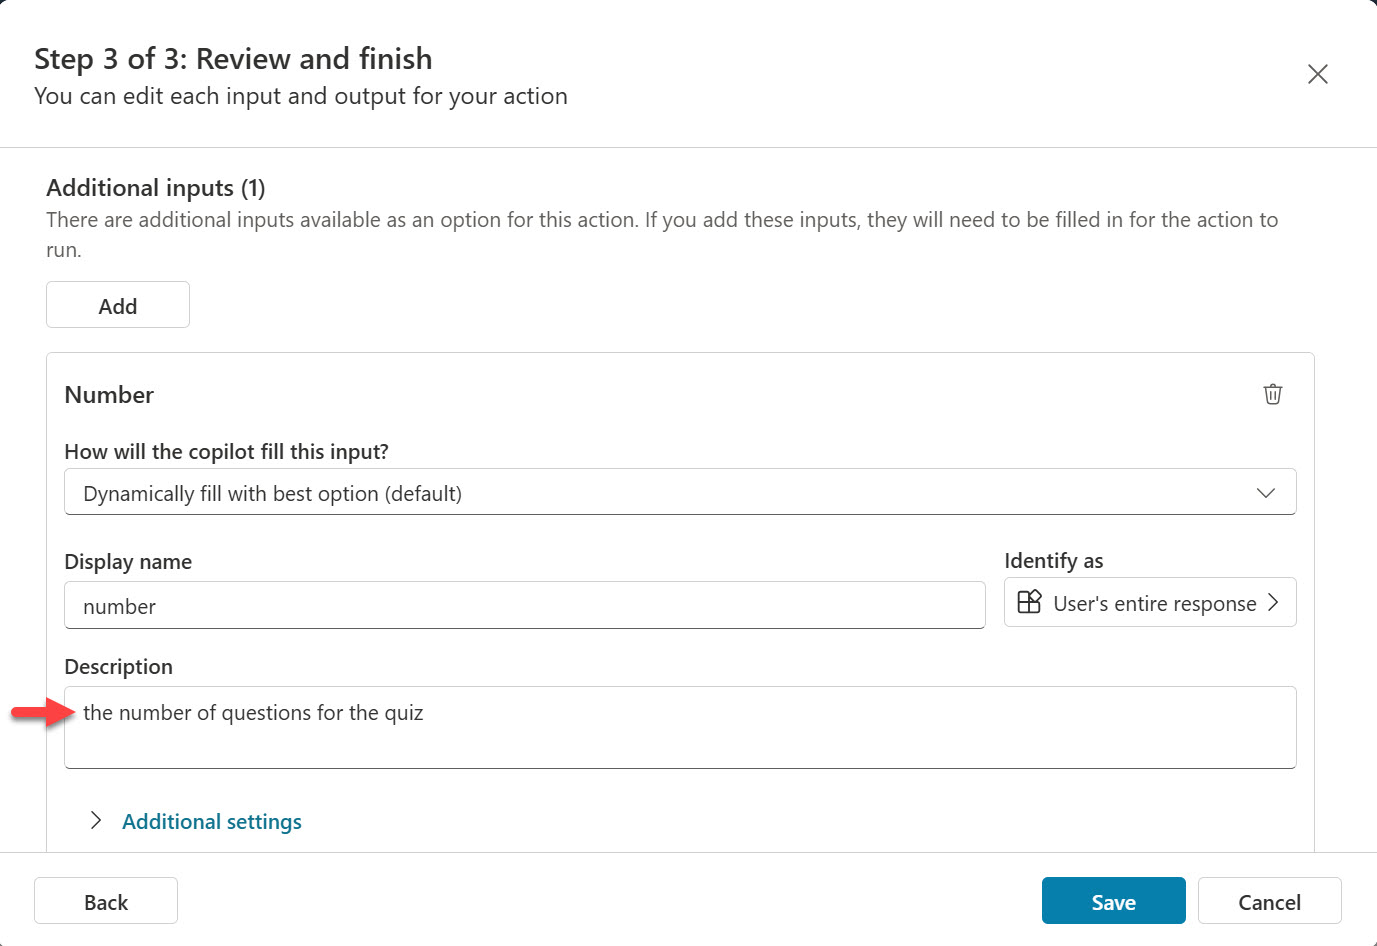 Step 3 of 3: Review and finish
You can edit each input and output for your action
Additional inputs (1)
There are additional inputs available as an option for this action. If you add these inputs, they will need to be filled in for the action to
run.
Add
Number
How will the copilot fill this input?
Dynamically fill with best option (default)
Display name
Identify as
number
User's entire response
Description
the number of questions for the quiz
Additional settings
Back
Save
Cancel